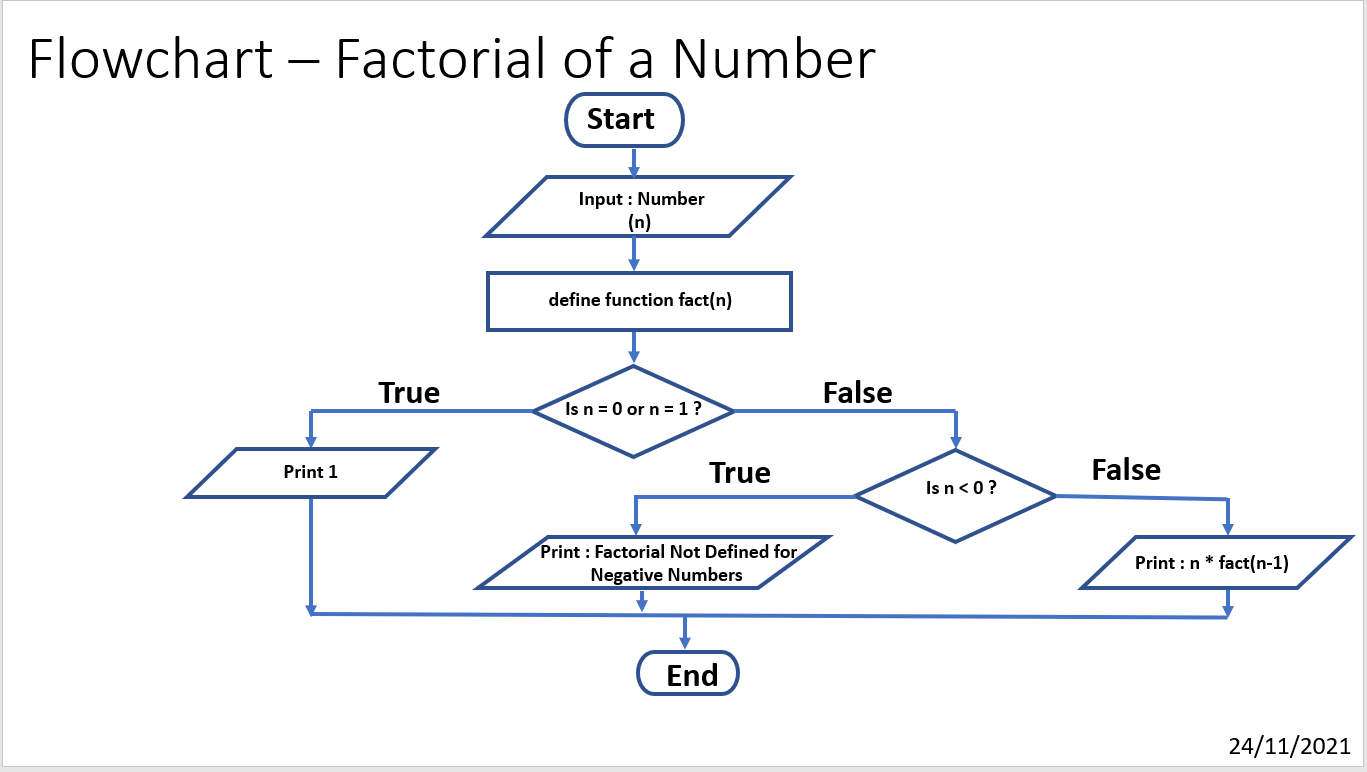 Flowchart – Factorial of a Number
Start
Input : Number
(n)
define function fact(n)
True
Is n = 0 or n = 1 ?
False
Print 1
True
Is n < 0 ?
False
Print : Factorial Not Defined for
Negative Numbers
Print : n * fact(n-1)
End
24/11/2021